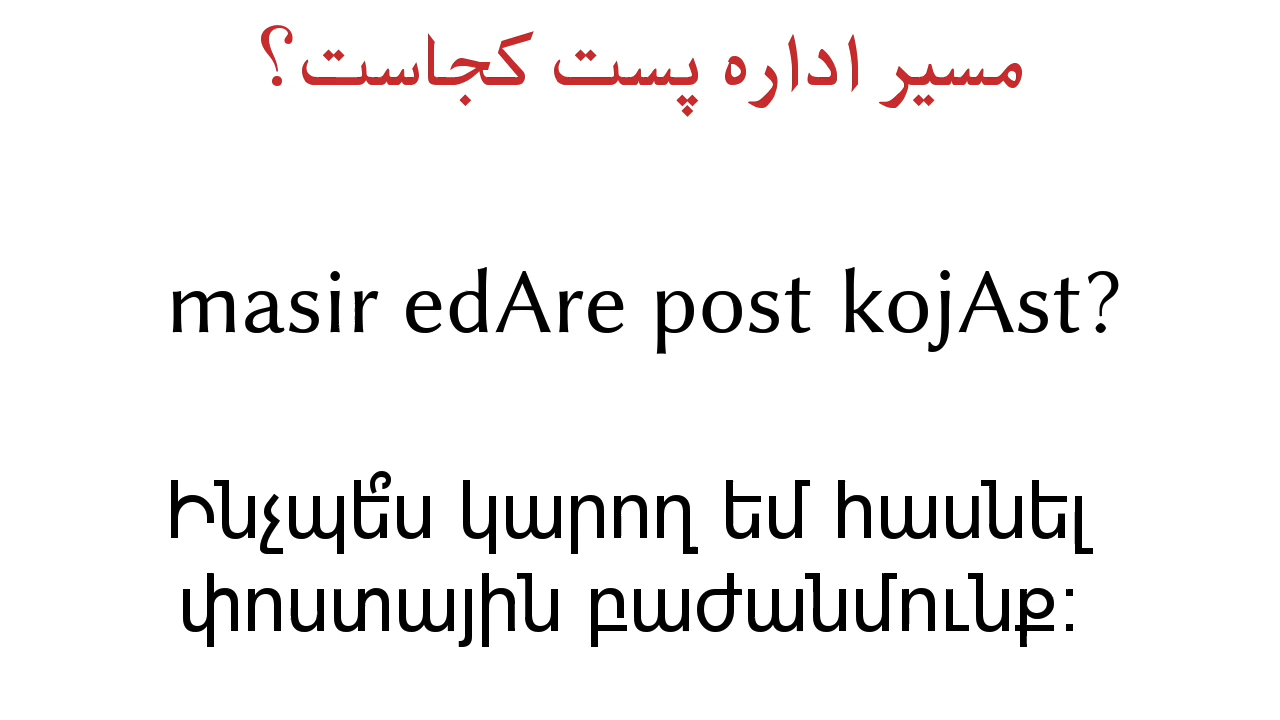 مسیر اداره پست کجاست؟
masir edAre post kojAst?
Ինչպե՞ս կարող եմ հասնել
փոստային բաժանմունք։